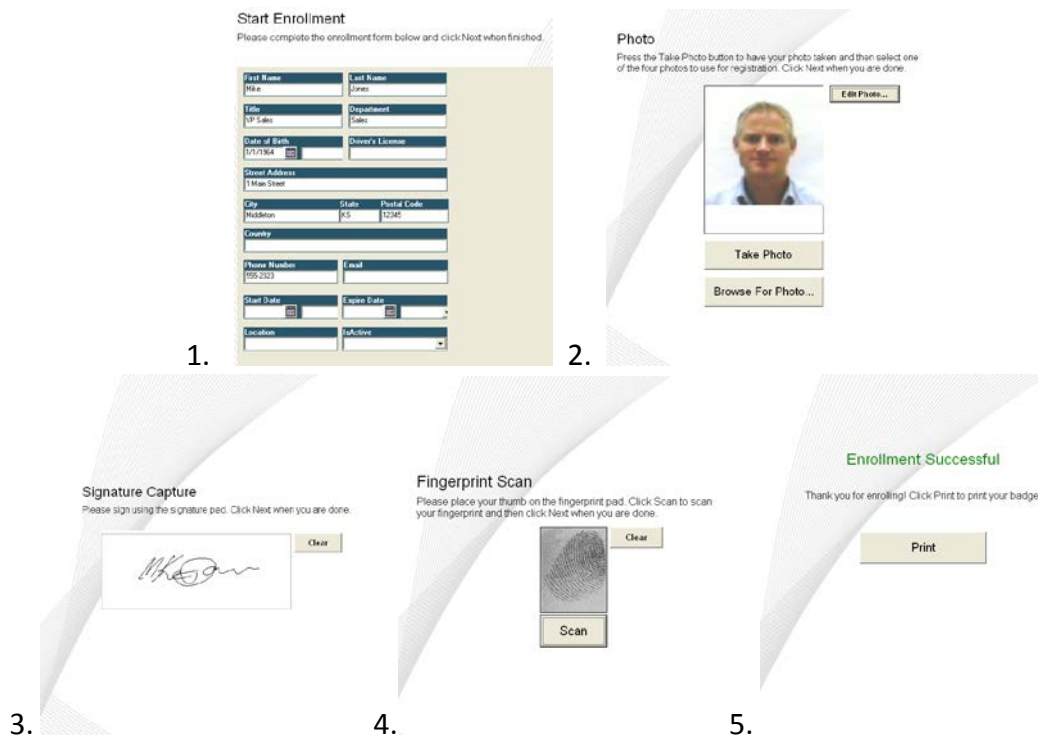 Start Enrollment
Please complete the enrollment form below and click Next when finished.
First Name Last Name
Mike Jones
Title Department
VP Sales Sales
Date of Birth Driver's License
1/1/1964
Street Address
1 Main Street
City State Postal Code
Middleton KS 12345
Country
Phone Number Email
555-2323
Start Date Expire Date
Location IsActive
1.
Photo
Press the Take Photo button to have your photo taken and then select one
of the four photos to use for registration. Click Next when you are done.
Edit Photo...
Take Photo
Browse For Photo...
2.
Signature Capture
Please sign using the signature pad. Click Next when you are done.
Clear
3.
Fingerprint Scan
Please place your thumb on the fingerprint pad. Click Scan to scan
your fingerprint and then click Next when you are done.
Clear
Scan
4.
Enrollment Successful
Thank you for enrolling! Click Print to print your badge
Print
5.